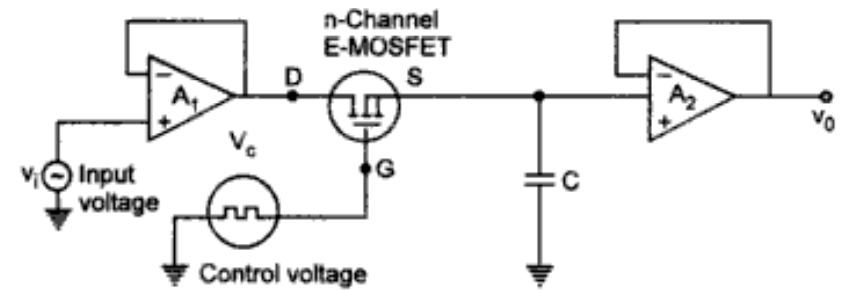 n-Channel
E-MOSFET
D
S
−
A1
+
−
A2
+
v0
Vc
G
vi
~
Input
voltage
C
Control voltage